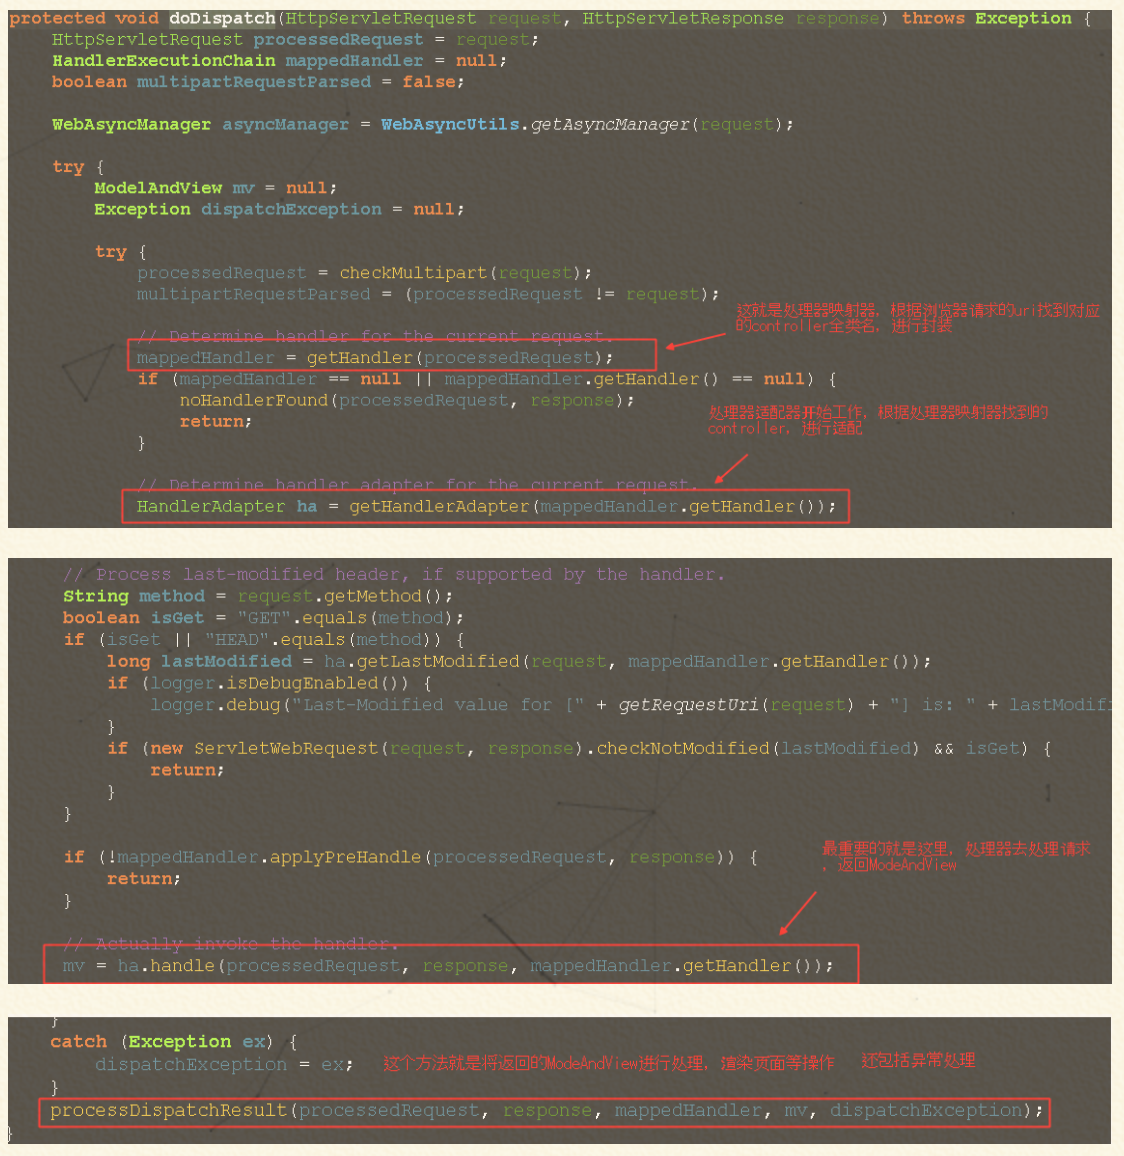 protected void doDispatch(HttpServletRequest request, HttpServletResponse response) throws Exception {
HttpServletRequest processedRequest = request;
HandlerExecutionChain mappedHandler = null;
boolean multipartRequestParsed = false;
WebAsyncManager asyncManager = WebAsyncUtils.getAsyncManager(request);
try {
ModelAndView mv = null;
Exception dispatchException = null;
try {
processedRequest = checkMultipart(request);
multipartRequestParsed = (processedRequest != request);
这就是处理器映射器，根据浏览器请求的url找到对应
的controller全类名，进行封装
// Determine handler for the current request.
mappedHandler = getHandler(processedRequest);
if (mappedHandler == null || mappedHandler.getHandler() == null) {
noHandlerFound(processedRequest, response);
return;
}
处理器适配器开始工作，根据处理器映射器找到的
controller，进行适配
// Determine handler adapter for the current request.
HandlerAdapter ha = getHandlerAdapter(mappedHandler.getHandler());
// Process last-modified header, if supported by the handler.
String method = request.getMethod();
boolean isGet = "GET".equals(method);
if (isGet || "HEAD".equals(method)) {
long lastModified = ha.getLastModified(request, mappedHandler.getHandler());
if (logger.isDebugEnabled()) {
logger.debug("Last-Modified value for [" + getRequestUri(request) + "] is: " + lastModifi
}
if (new ServletWebRequest(request, response).checkNotModified(lastModified) && isGet) {
return;
}
}
if (!mappedHandler.applyPreHandle(processedRequest, response)) {
return;
}
最重要的就是这里，处理器去处理请求
，返回ModeAndView
// Actually invoke the handler.
mv = ha.handle(processedRequest, response, mappedHandler.getHandler());
}
catch (Exception ex) {
dispatchException = ex; 这个方法就是将返回的ModeAndView进行处理，渲染页面等操作 还包括异常处理
}
processDispatchResult(processedRequest, response, mappedHandler, mv, dispatchException);
}